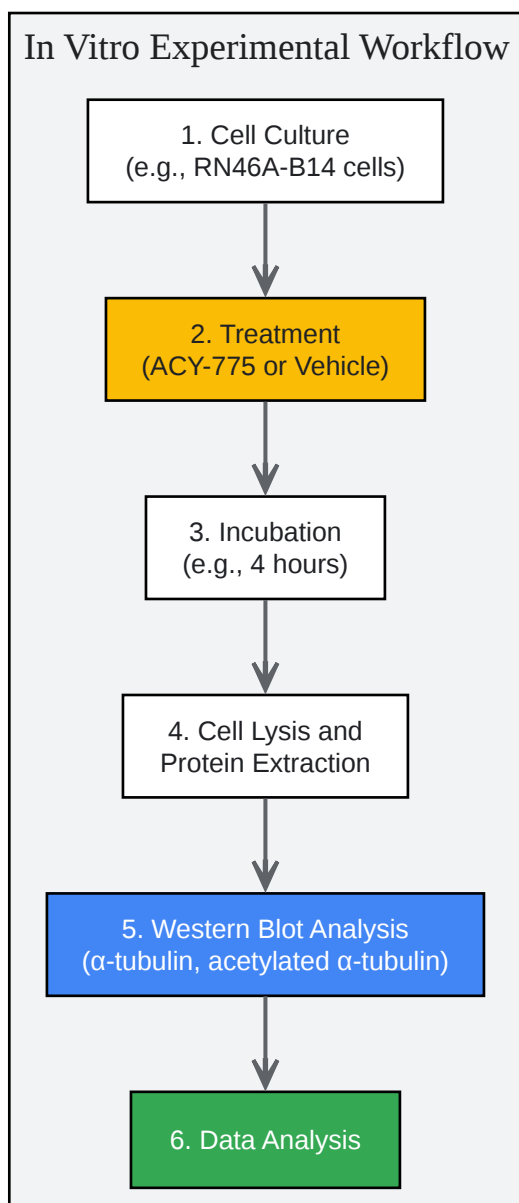 In Vitro Experimental Workflow
1. Cell Culture
(e.g., RN46A-B14 cells)
2. Treatment
(ACY-775 or Vehicle)
3. Incubation
(e.g., 4 hours)
4. Cell Lysis and
Protein Extraction
5. Western Blot Analysis
(α-tubulin, acetylated α-tubulin)
6. Data Analysis